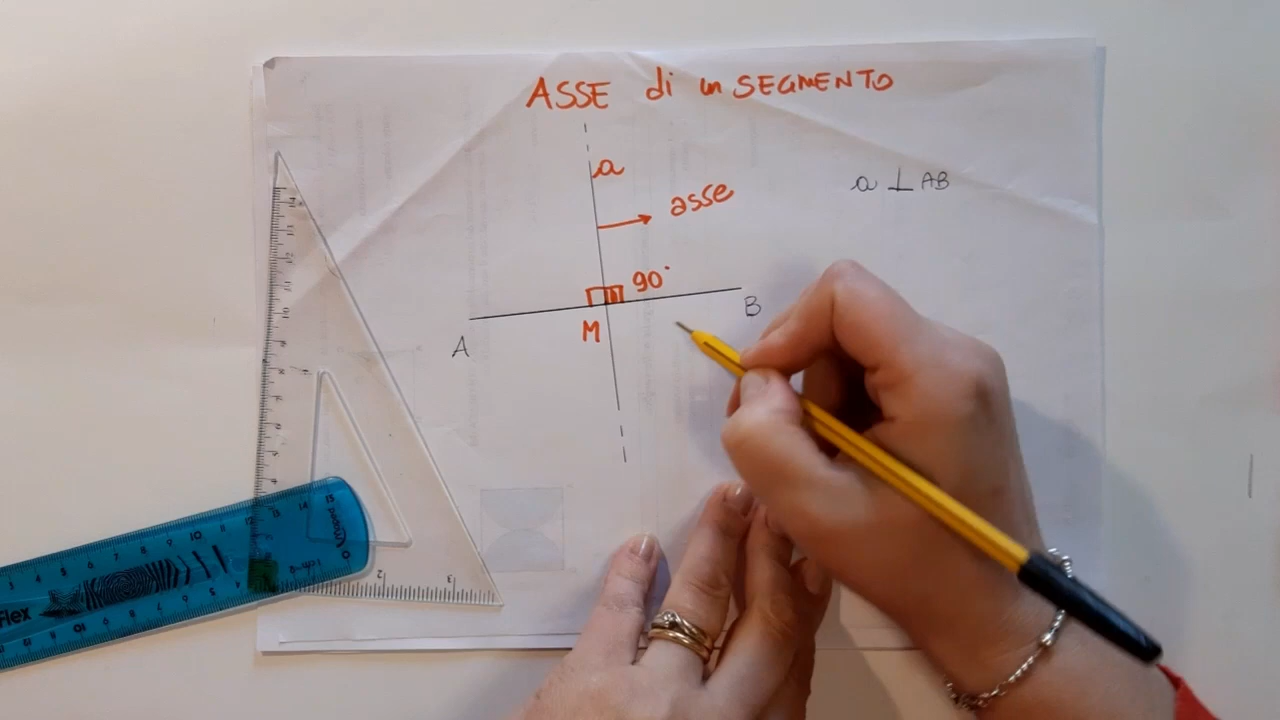 ASSE di un SEGMENTO
a
a ⊥ AB
asse
90°
B
M
A
Flex